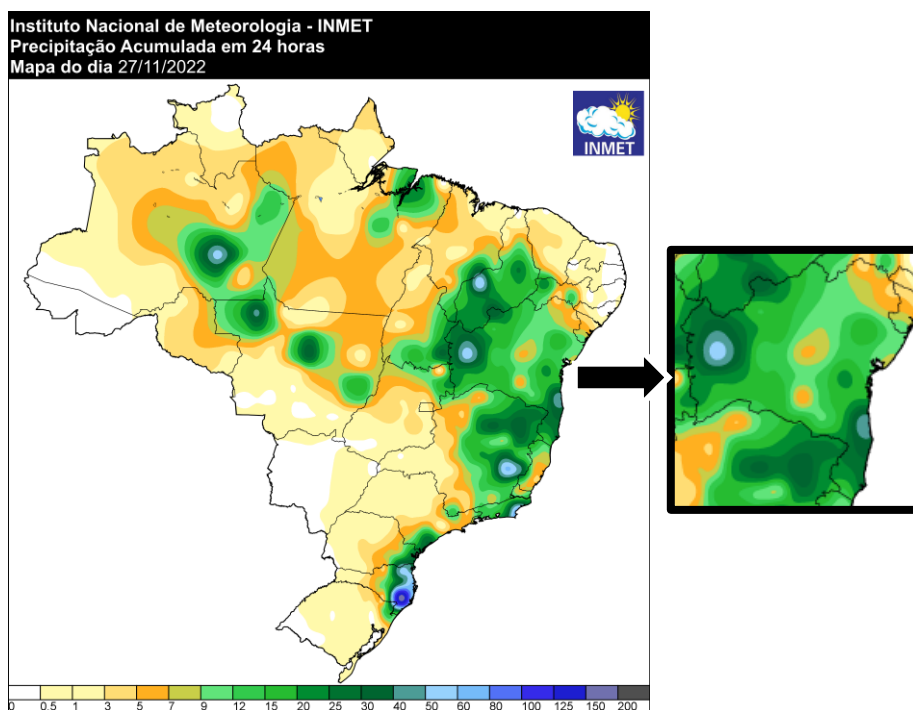 Instituto Nacional de Meteorologia - INMET
Precipitação Acumulada em 24 horas
Mapa do dia 27/11/2022
INMET
0 0.5 1 3 5 7 9 12 15 20 25 30 40 50 60 80 100 125 150 200